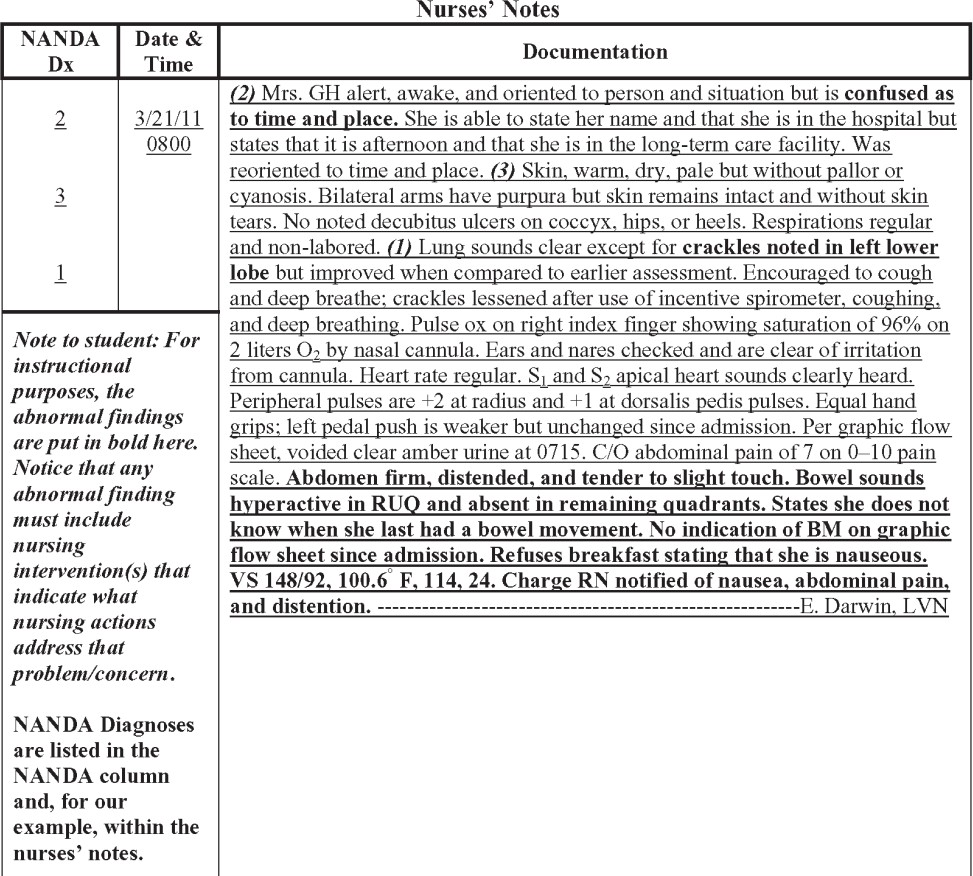 Nurses' Notes
NANDA Dx
Date & Time
Documentation
2
3
1
3/21/11
0800
(2) Mrs. GH alert, awake, and oriented to person and situation but is confused as
to time and place. She is able to state her name and that she is in the hospital but
states that it is afternoon and that she is in the long-term care facility. Was
reoriented to time and place. (3) Skin, warm, dry, pale but without pallor or
cyanosis. Bilateral arms have purpura but skin remains intact and without skin
tears. No noted decubitus ulcers on coccyx, hips, or heels. Respirations regular
and non-labored. (1) Lung sounds clear except for crackles noted in left lower
lobe but improved when compared to earlier assessment. Encouraged to cough
and deep breathe; crackles lessened after use of incentive spirometer, coughing,
and deep breathing. Pulse ox on right index finger showing saturation of 96% on
2 liters O₂ by nasal cannula. Ears and nares checked and are clear of irritation
from cannula. Heart rate regular. S₁ and S₂ apical heart sounds clearly heard.
Peripheral pulses are +2 at radius and +1 at dorsalis pedis pulses. Equal hand
grips; left pedal push is weaker but unchanged since admission. Per graphic flow
sheet, voided clear amber urine at 0715. C/O abdominal pain of 7 on 0–10 pain
scale. Abdomen firm, distended, and tender to slight touch. Bowel sounds
hyperactive in RUQ and absent in remaining quadrants. States she does not
know when she last had a bowel movement. No indication of BM on graphic
flow sheet since admission. Refuses breakfast stating that she is nauseous.
VS 148/92, 100.6° F, 114, 24. Charge RN notified of nausea, abdominal pain,
and distention. ---------------------------------------------------------E. Darwin, LVN
Note to student: For
instructional
purposes, the
abnormal findings
are put in bold here.
Notice that any
abnormal finding
must include
nursing
intervention(s) that
indicate what
nursing actions
address that
problem/concern.
NANDA Diagnoses
are listed in the
NANDA column
and, for our
example, within the
nurses' notes.